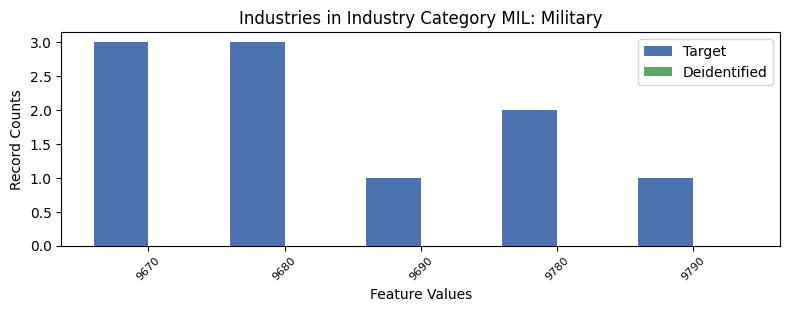 Industries in Industry Category MIL: Military
Target
Deidentified
Record Counts
3.0
2.5
2.0
1.5
1.0
0.5
0.0
9670
9680
9690
9780
9790
Feature Values